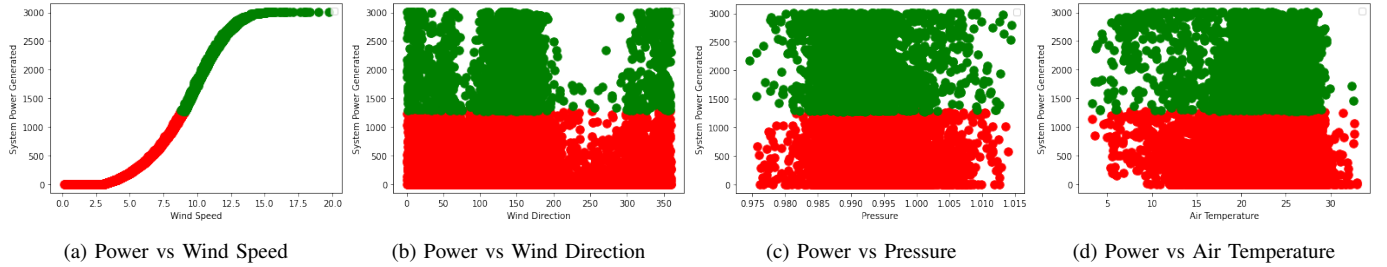 3000
2500
2000
1500
1000
500
0
System Power Generated
0.0 2.5 5.0 7.5 10.0 12.5 15.0 17.5 20.0
Wind Speed
(a) Power vs Wind Speed
3000
2500
2000
1500
1000
500
0
System Power Generated
0 50 100 150 200 250 300 350
Wind Direction
(b) Power vs Wind Direction
3000
2500
2000
1500
1000
500
0
System Power Generated
0.975 0.980 0.985 0.990 0.995 1.000 1.005 1.010 1.015
Pressure
(c) Power vs Pressure
3000
2500
2000
1500
1000
500
0
System Power Generated
5 10 15 20 25 30
Air Temperature
(d) Power vs Air Temperature